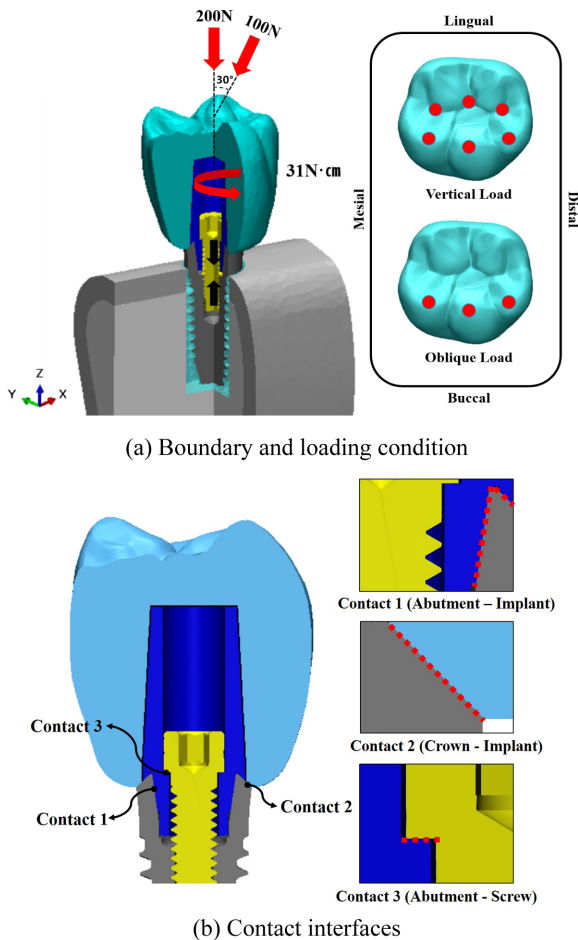 200N
100N
30°
31N·㎝
Z
Y
X
Lingual
Mesial
Distal
Vertical Load
Oblique Load
Buccal
(a) Boundary and loading condition
Contact 1 (Abutment – Implant)
Contact 3
Contact 1
Contact 2
Contact 2 (Crown - Implant)
Contact 3 (Abutment - Screw)
(b) Contact interfaces